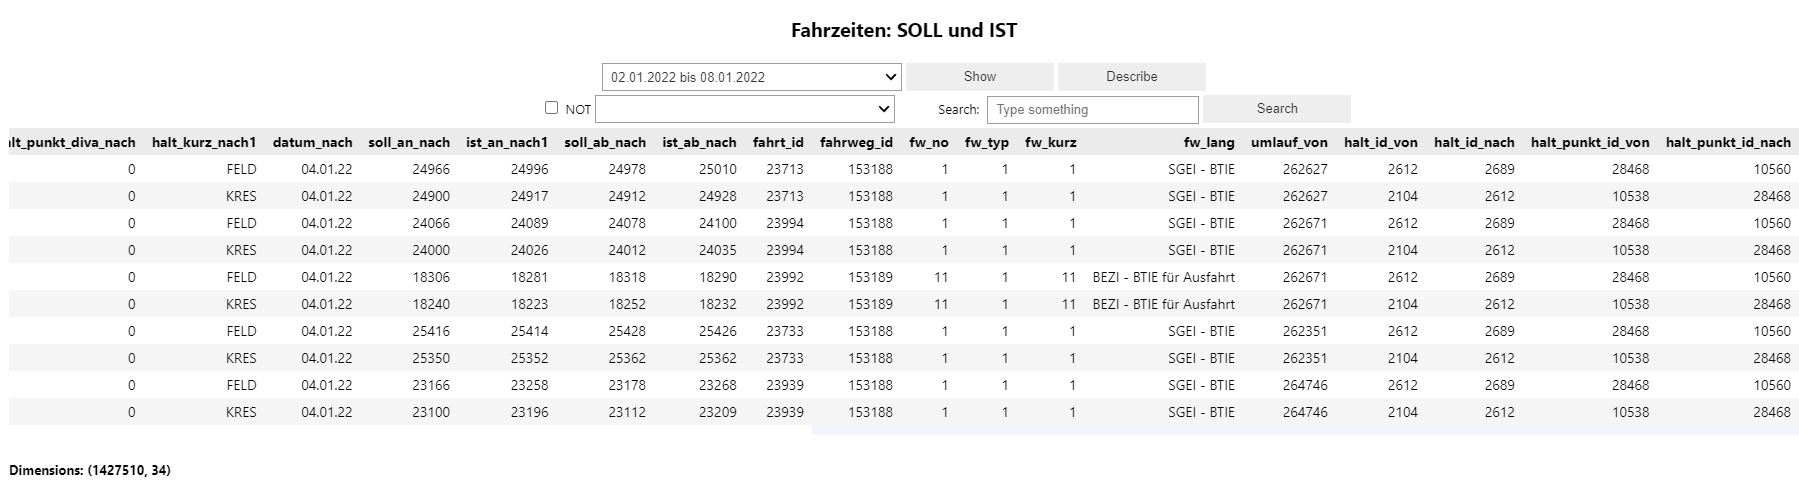 Fahrzeiten: SOLL und IST
02.01.2022 bis 08.01.2022 Show Describe
NOT Search: Type something Search
lt_punkt_diva_nach halt_kurz_nach1 datum_nach soll_an_nach ist_an_nach1 soll_ab_nach ist_ab_nach fahrt_id fahrweg_id fw_no fw_typ fw_kurz fw_lang umlauf_von halt_id_von halt_id_nach halt_punkt_id_von halt_punkt_id_nach
0 FELD 04.01.22 24966 24996 24978 25010 23713 153188 1 1 1 SGEI - BTIE 262627 2612 2689 28468 10560
0 KRES 04.01.22 24900 24917 24912 24928 23713 153188 1 1 1 SGEI - BTIE 262627 2104 2612 10538 28468
0 FELD 04.01.22 24066 24089 24078 24100 23994 153188 1 1 1 SGEI - BTIE 262671 2612 2689 28468 10560
0 KRES 04.01.22 24000 24026 24012 24035 23994 153188 1 1 1 SGEI - BTIE 262671 2104 2612 10538 28468
0 FELD 04.01.22 18306 18281 18318 18290 23992 153189 11 1 11 BEZI - BTIE für Ausfahrt 262671 2612 2689 28468 10560
0 KRES 04.01.22 18240 18223 18252 18232 23992 153189 11 1 11 BEZI - BTIE für Ausfahrt 262671 2104 2612 10538 28468
0 FELD 04.01.22 25416 25414 25428 25426 23733 153188 1 1 1 SGEI - BTIE 262351 2612 2689 28468 10560
0 KRES 04.01.22 25350 25352 25362 25362 23733 153188 1 1 1 SGEI - BTIE 262351 2104 2612 10538 28468
0 FELD 04.01.22 23166 23258 23178 23268 23939 153188 1 1 1 SGEI - BTIE 264746 2612 2689 28468 10560
0 KRES 04.01.22 23100 23196 23112 23209 23939 153188 1 1 1 SGEI - BTIE 264746 2104 2612 10538 28468
Dimensions: (1427510, 34)